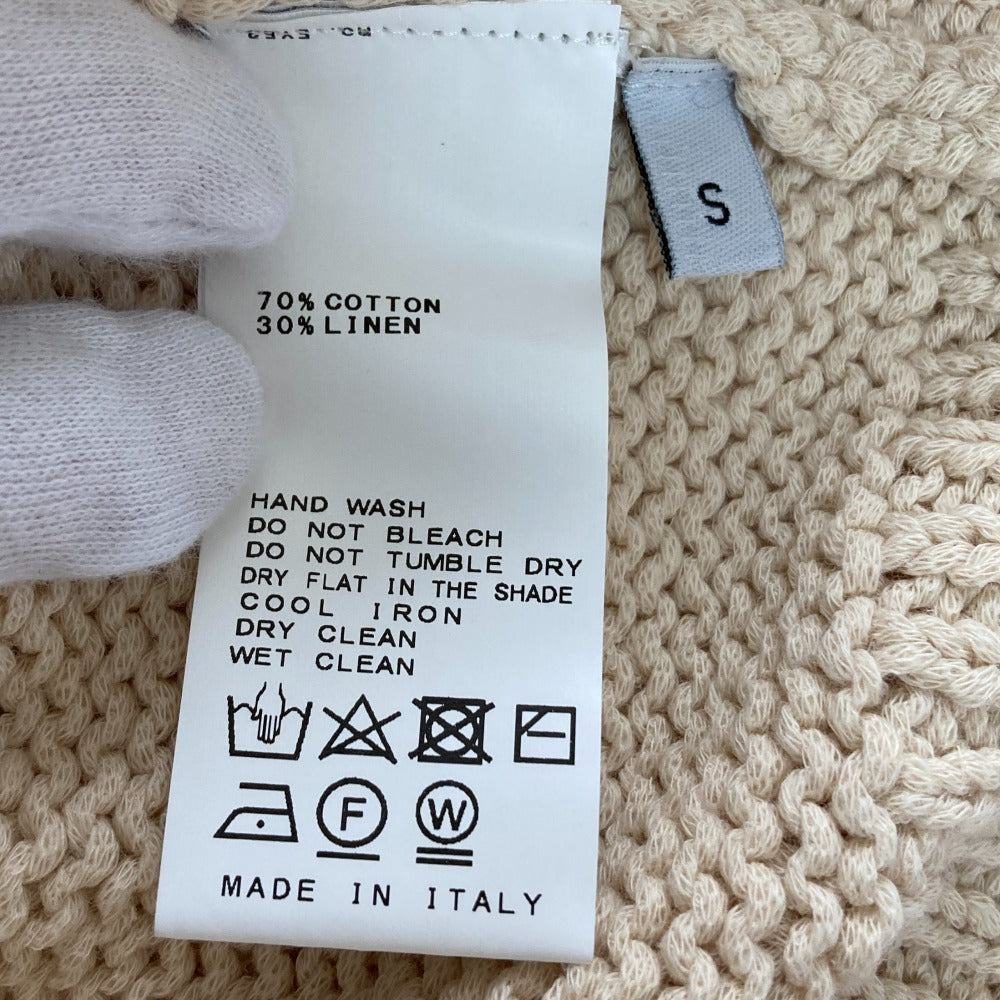 S
70% COTTON
30% LINEN
HAND WASH
DO NOT BLEACH
DO NOT TUMBLE DRY
DRY FLAT IN THE SHADE
COOL IRON
DRY CLEAN
WET CLEAN
F
W
MADE IN ITALY